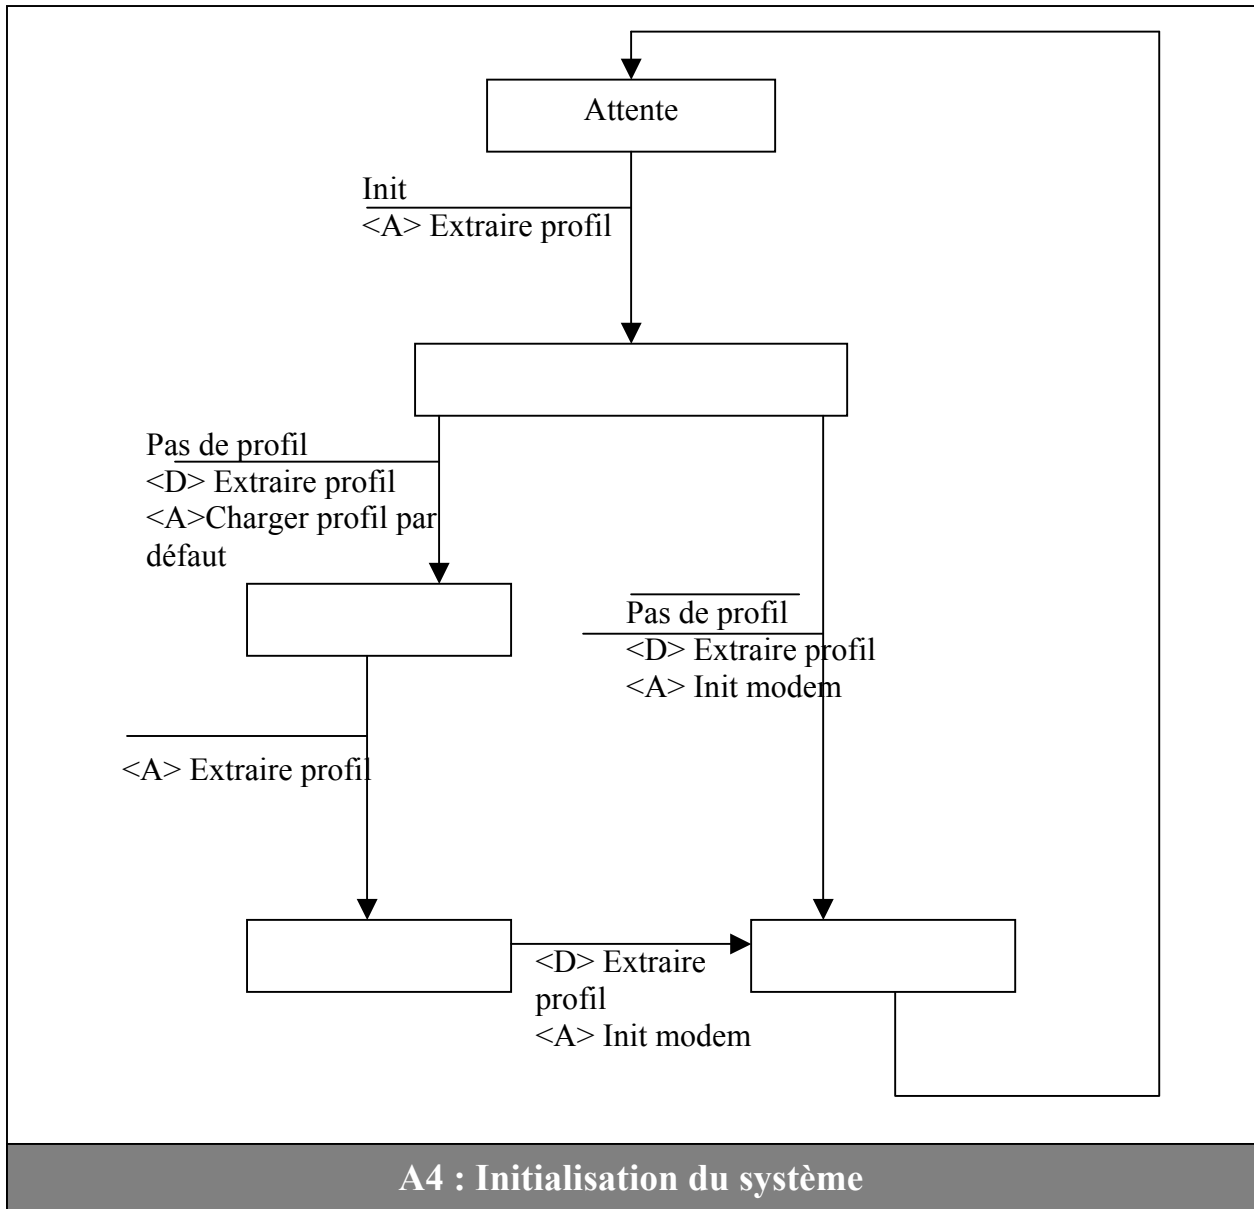 Attente
Init
<A> Extraire profil
Pas de profil
<D> Extraire profil
<A>Charger profil par
défaut
Pas de profil
<D> Extraire profil
<A> Init modem
<A> Extraire profil
<D> Extraire
profil
<A> Init modem
A4 : Initialisation du système